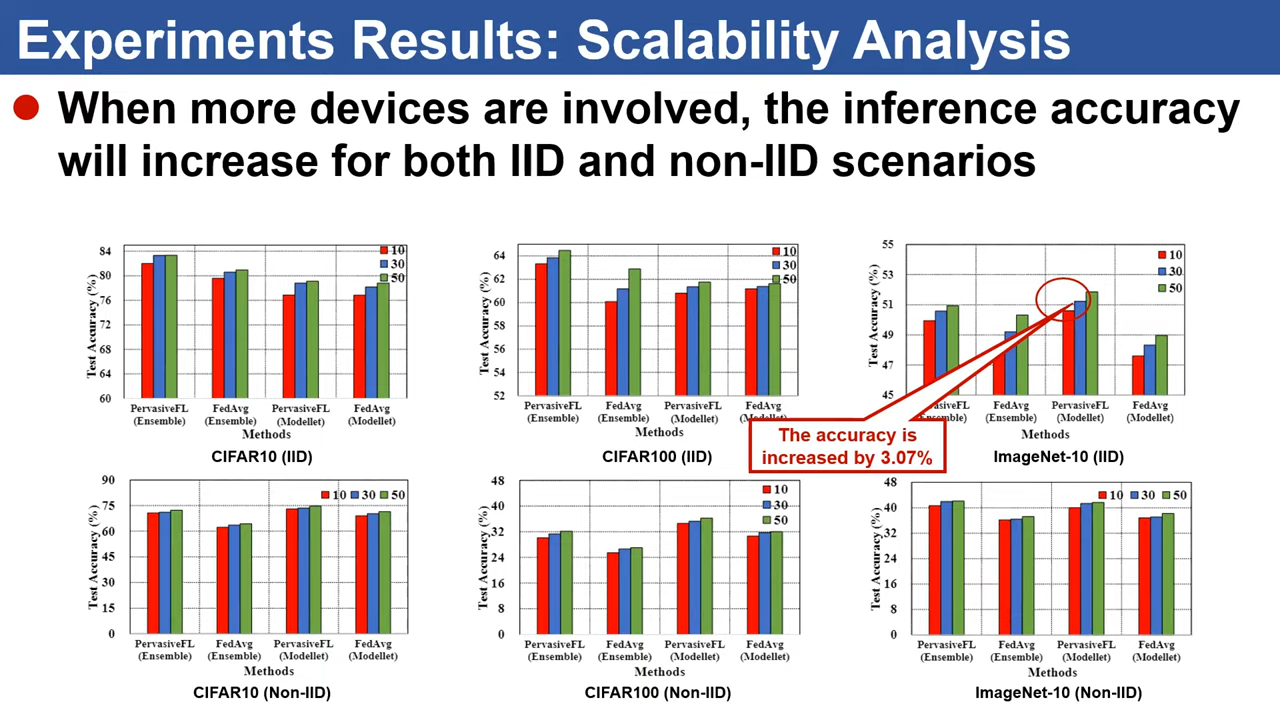 Experiments Results: Scalability Analysis
When more devices are involved, the inference accuracy
will increase for both IID and non-IID scenarios
84
80
76
72
68
64
60
Test Accuracy (%)
10
30
50
PervasiveFL
(Ensemble)
FedAvg
(Ensemble)
PervasiveFL
(Modellet)
FedAvg
(Modellet)
Methods
CIFAR10 (IID)
64
62
60
58
56
54
52
Test Accuracy (%)
10
30
50
PervasiveFL
(Ensemble)
FedAvg
(Ensemble)
PervasiveFL
(Modellet)
FedAvg
(Modellet)
Methods
CIFAR100 (IID)
55
53
51
49
47
45
Test Accuracy (%)
10
30
50
PervasiveFL
(Ensemble)
FedAvg
(Ensemble)
PervasiveFL
(Modellet)
FedAvg
(Modellet)
Methods
ImageNet-10 (IID)
The accuracy is
increased by 3.07%
90
75
60
45
30
15
0
Test Accuracy (%)
10 30 50
PervasiveFL
(Ensemble)
FedAvg
(Ensemble)
PervasiveFL
(Modellet)
FedAvg
(Modellet)
Methods
CIFAR10 (Non-IID)
48
40
32
24
16
8
0
Test Accuracy (%)
10
30
50
PervasiveFL
(Ensemble)
FedAvg
(Ensemble)
PervasiveFL
(Modellet)
FedAvg
(Modellet)
Methods
CIFAR100 (Non-IID)
48
40
32
24
16
8
0
Test Accuracy (%)
10 30 50
PervasiveFL
(Ensemble)
FedAvg
(Ensemble)
PervasiveFL
(Modellet)
FedAvg
(Modellet)
Methods
ImageNet-10 (Non-IID)